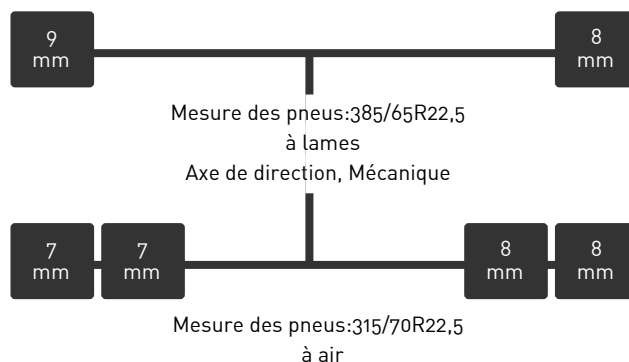 9
mm
8
mm
Mesure des pneus:385/65R22,5
à lames
Axe de direction, Mécanique
7
mm
7
mm
8
mm
8
mm
Mesure des pneus:315/70R22,5
à air